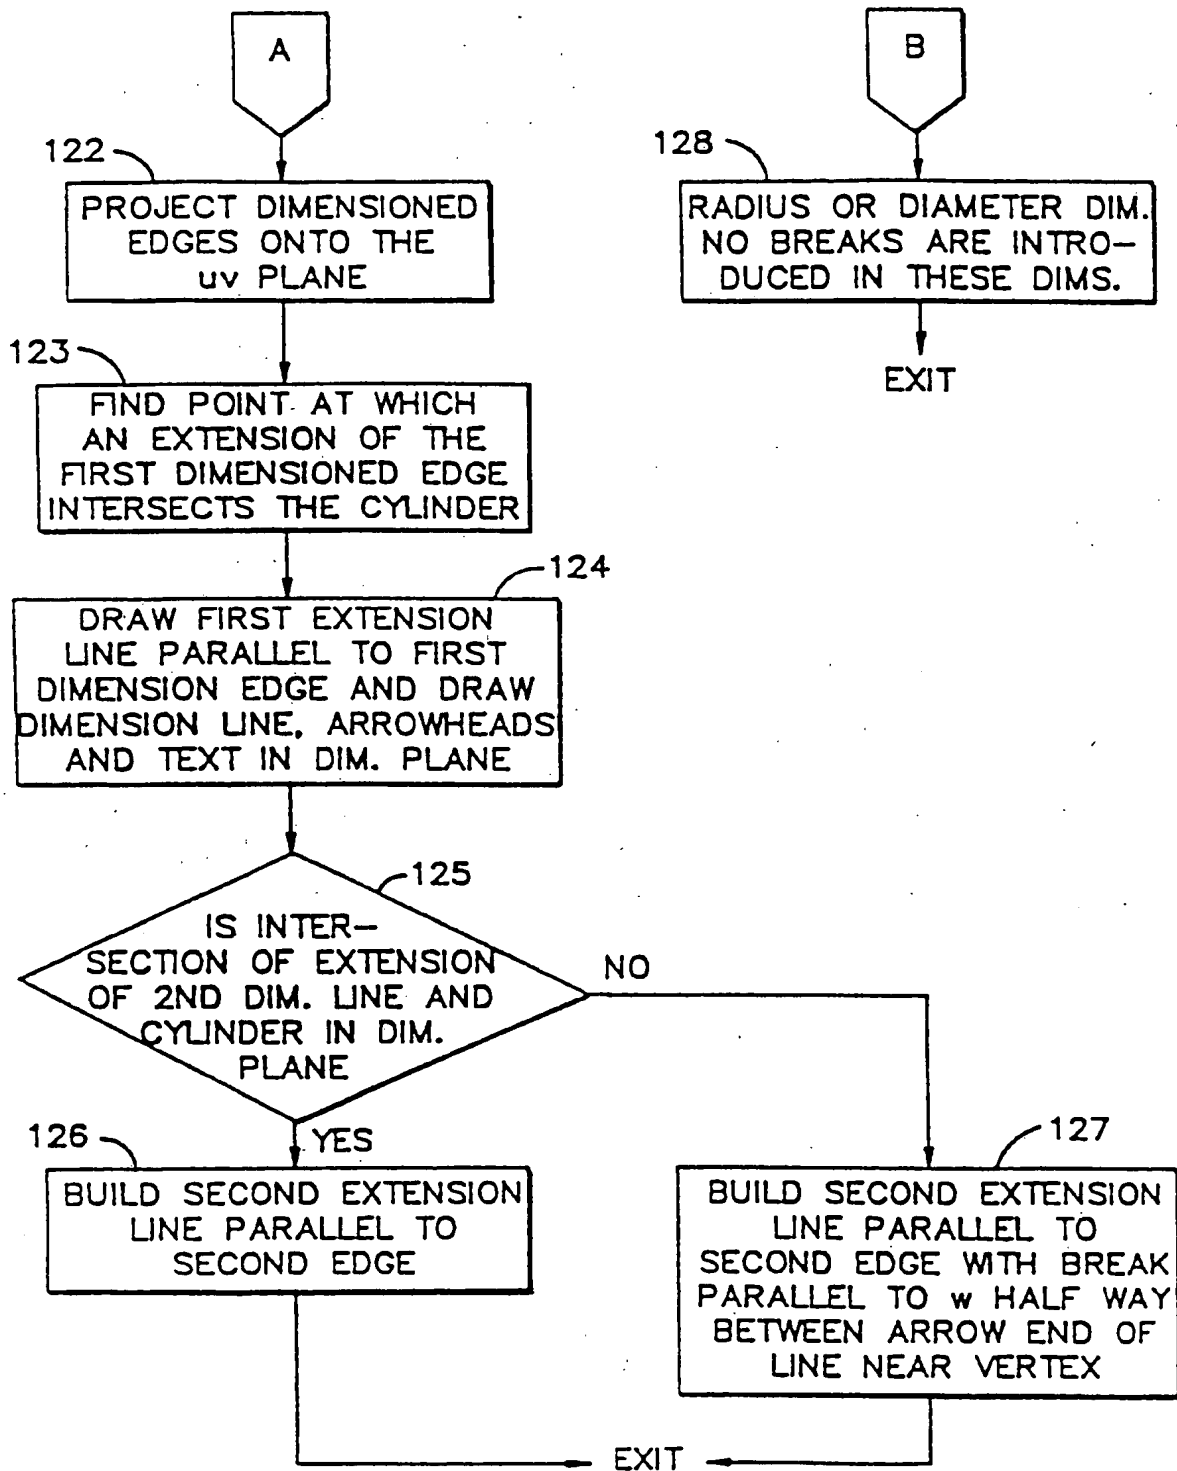 A
122
PROJECT DIMENSIONED
EDGES ONTO THE
uv PLANE
123
FIND POINT AT WHICH
AN EXTENSION OF THE
FIRST DIMENSIONED EDGE
INTERSECTS THE CYLINDER
124
DRAW FIRST EXTENSION
LINE PARALLEL TO FIRST
DIMENSION EDGE AND DRAW
DIMENSION LINE, ARROWHEADS
AND TEXT IN DIM. PLANE
125
IS INTER-
SECTION OF EXTENSION
OF 2ND DIM. LINE AND
CYLINDER IN DIM.
PLANE
NO
YES
126
BUILD SECOND EXTENSION
LINE PARALLEL TO
SECOND EDGE
127
BUILD SECOND EXTENSION
LINE PARALLEL TO
SECOND EDGE WITH BREAK
PARALLEL TO w HALF WAY
BETWEEN ARROW END OF
LINE NEAR VERTEX
EXIT
B
128
RADIUS OR DIAMETER DIM.
NO BREAKS ARE INTRO-
DUCED IN THESE DIMS.
EXIT